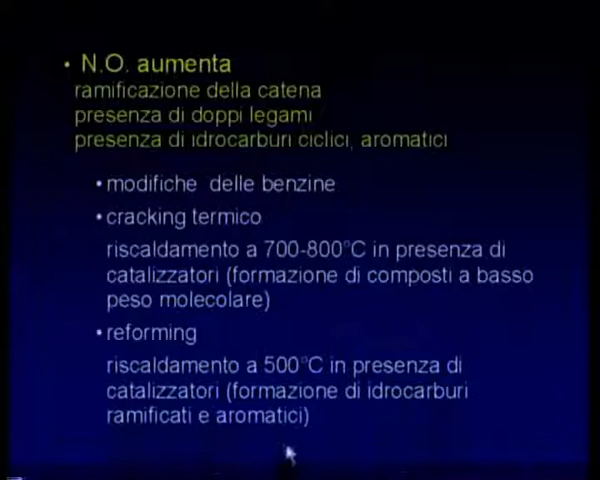 • N.O. aumenta
ramificazione della catena
presenza di doppi legami
presenza di idrocarburi ciclici, aromatici
• modifiche delle benzine
• cracking termico
riscaldamento a 700-800°C in presenza di
catalizzatori (formazione di composti a basso
peso molecolare)
• reforming
riscaldamento a 500°C in presenza di
catalizzatori (formazione di idrocarburi
ramificati e aromatici)